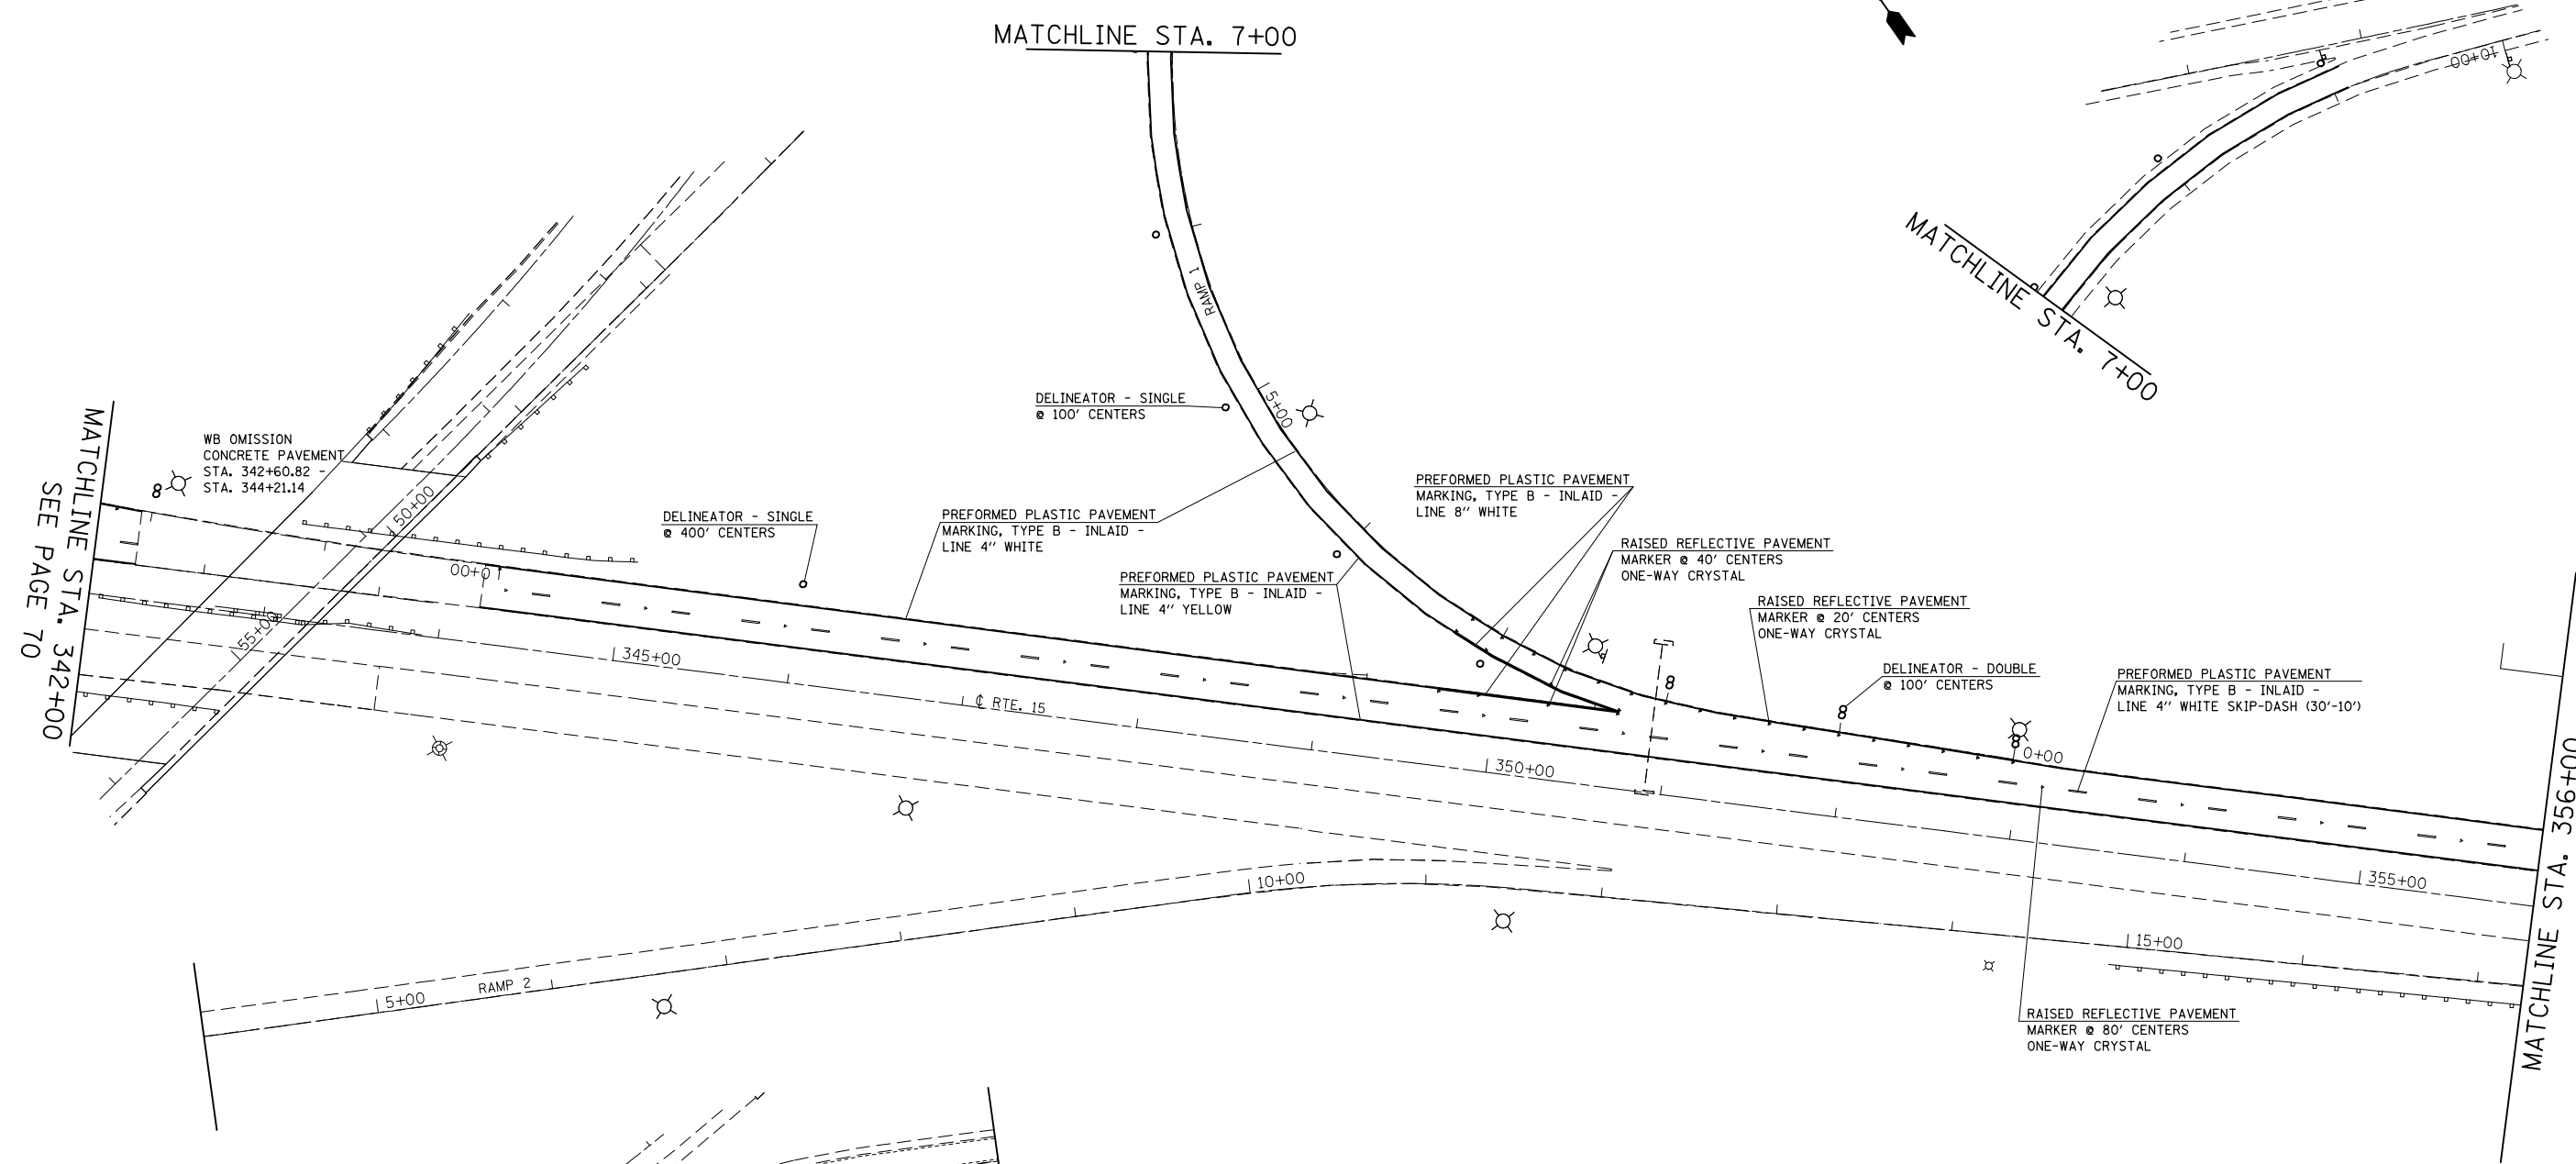 MATCHLINE STA. 7+00
10+00
MATCHLINE STA. 7+00
RAMP 1
5+00
DELINEATOR - SINGLE
@ 100' CENTERS
MATCHLINE STA. 342+00
SEE PAGE 70
WB OMISSION
CONCRETE PAVEMENT
STA. 342+60.82 -
STA. 344+21.14
50+00
55+00
0+00
DELINEATOR - SINGLE
@ 400' CENTERS
PREFORMED PLASTIC PAVEMENT
MARKING, TYPE B - INLAID -
LINE 4" WHITE
PREFORMED PLASTIC PAVEMENT
MARKING, TYPE B - INLAID -
LINE 4" YELLOW
PREFORMED PLASTIC PAVEMENT
MARKING, TYPE B - INLAID -
LINE 8" WHITE
RAISED REFLECTIVE PAVEMENT
MARKER @ 40' CENTERS
ONE-WAY CRYSTAL
RAISED REFLECTIVE PAVEMENT
MARKER @ 20' CENTERS
ONE-WAY CRYSTAL
DELINEATOR - DOUBLE
@ 100' CENTERS
PREFORMED PLASTIC PAVEMENT
MARKING, TYPE B - INLAID -
LINE 4" WHITE SKIP-DASH (30'-10')
345+00
℄ RTE. 15
350+00
0+00
355+00
MATCHLINE STA. 356+00
10+00
15+00
5+00
RAMP 2
RAISED REFLECTIVE PAVEMENT
MARKER @ 80' CENTERS
ONE-WAY CRYSTAL